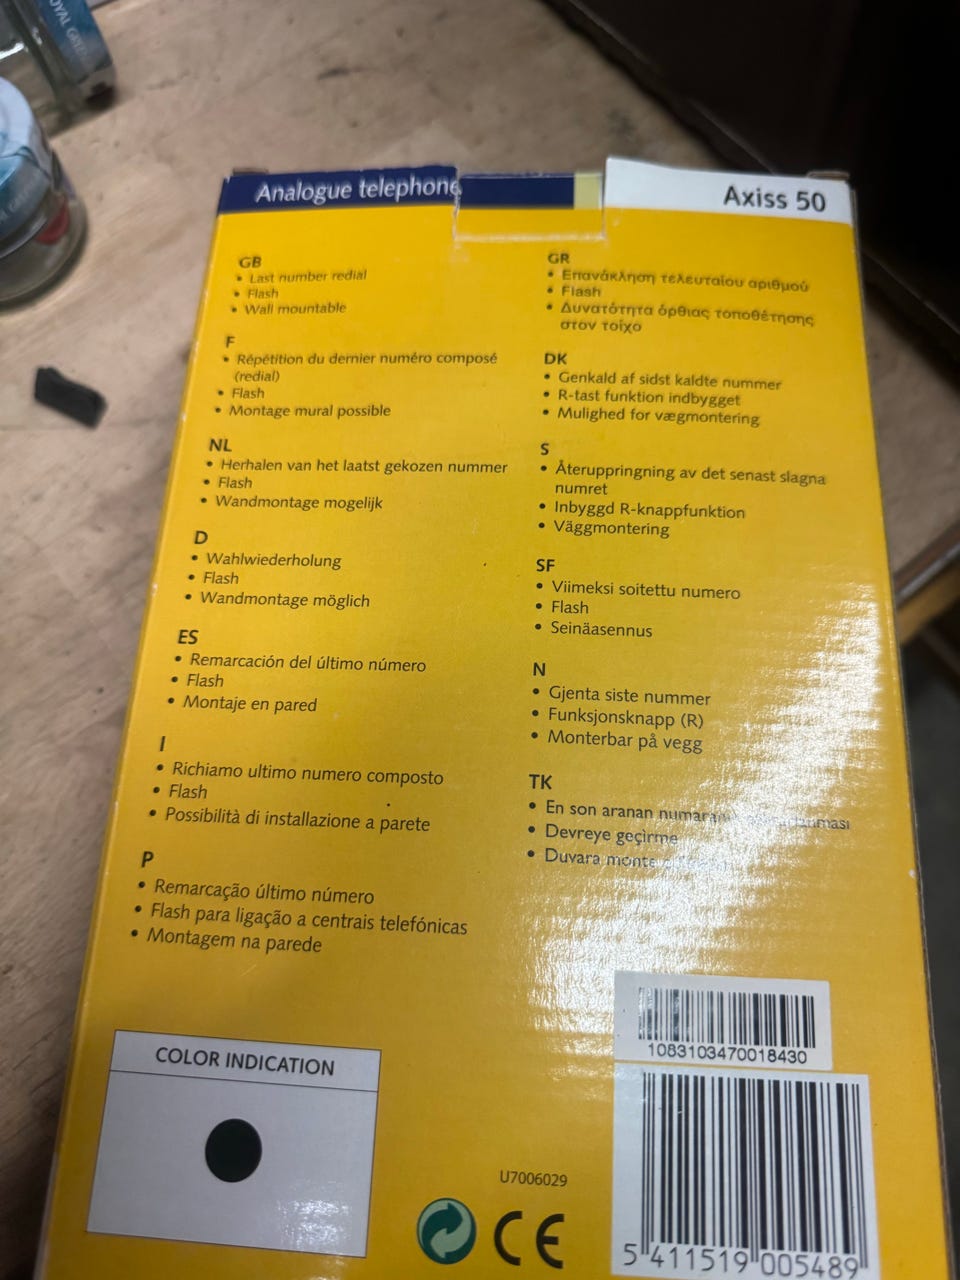 Analogue telephone
Axiss 50
GB
• Last number redial
• Flash
• Wall mountable
F
• Répétition du dernier numéro composé
(redial)
• Flash
• Montage mural possible
NL
• Herhalen van het laatst gekozen nummer
• Flash
• Wandmontage mogelijk
D
• Wahlwiederholung
• Flash
• Wandmontage möglich
ES
• Remarcación del último número
• Flash
• Montaje en pared
I
• Richiamo ultimo numero composto
• Flash
• Possibilità di installazione a parete
P
• Remarcação último número
• Flash para ligação a centrais telefónicas
• Montagem na parede
GR
• Επανάκληση τελευταίου αριθμού
• Flash
• Δυνατότητα όρθιας τοποθέτησης
στον τοίχο
DK
• Genkald af sidst kaldte nummer
• R-tast funktion indbygget
• Mulighed for vægmontering
S
• Återuppringning av det senast slagna
numret
• Inbyggd R-knappfunktion
• Väggmontering
SF
• Viimeksi soitettu numero
• Flash
• Seinäasennus
N
• Gjenta siste nummer
• Funksjonsknapp (R)
• Monterbar på vegg
TK
• En son aranan
• Devreye geçirme
• Duvara
COLOR INDICATION
1083103470018430
U7006029
CE
5 411519 005489